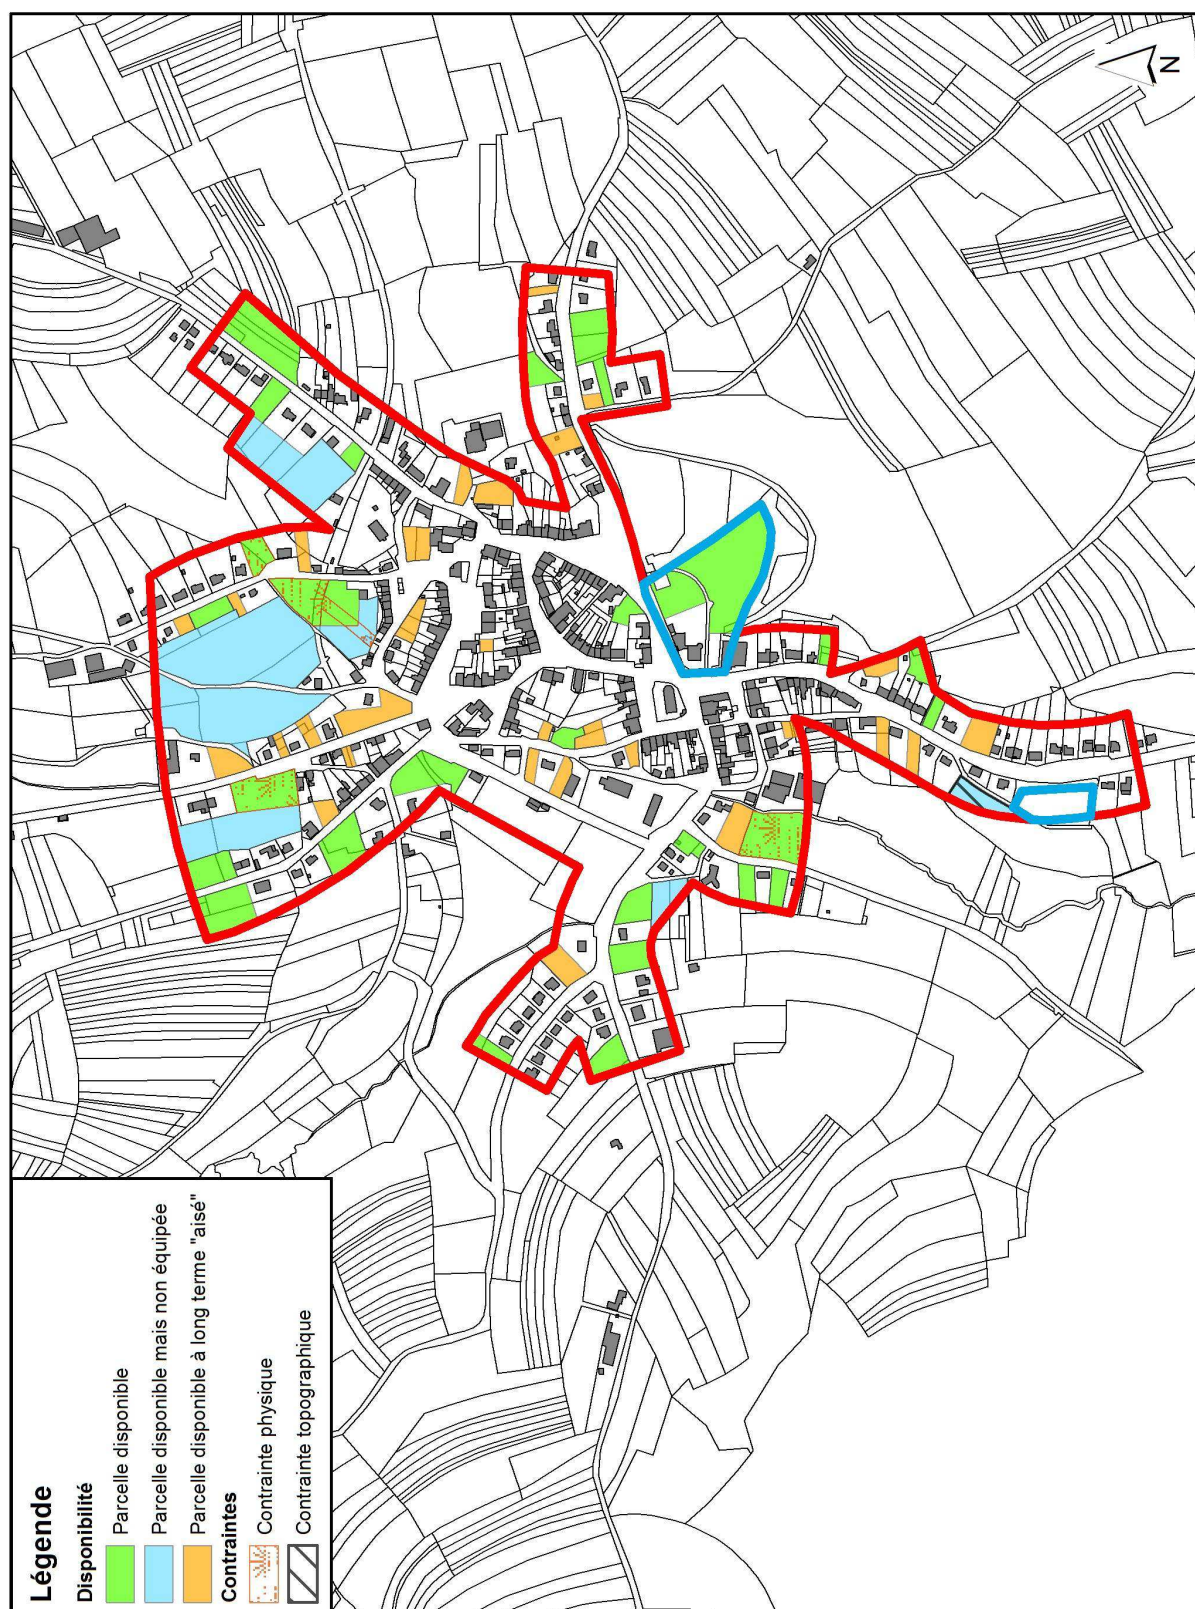 Légende
Disponibilité
Parcelle disponible
Parcelle disponible mais non équipée
Parcelle disponible à long terme "aisé"
Contraintes
Contrainte physique
Contrainte topographique
N